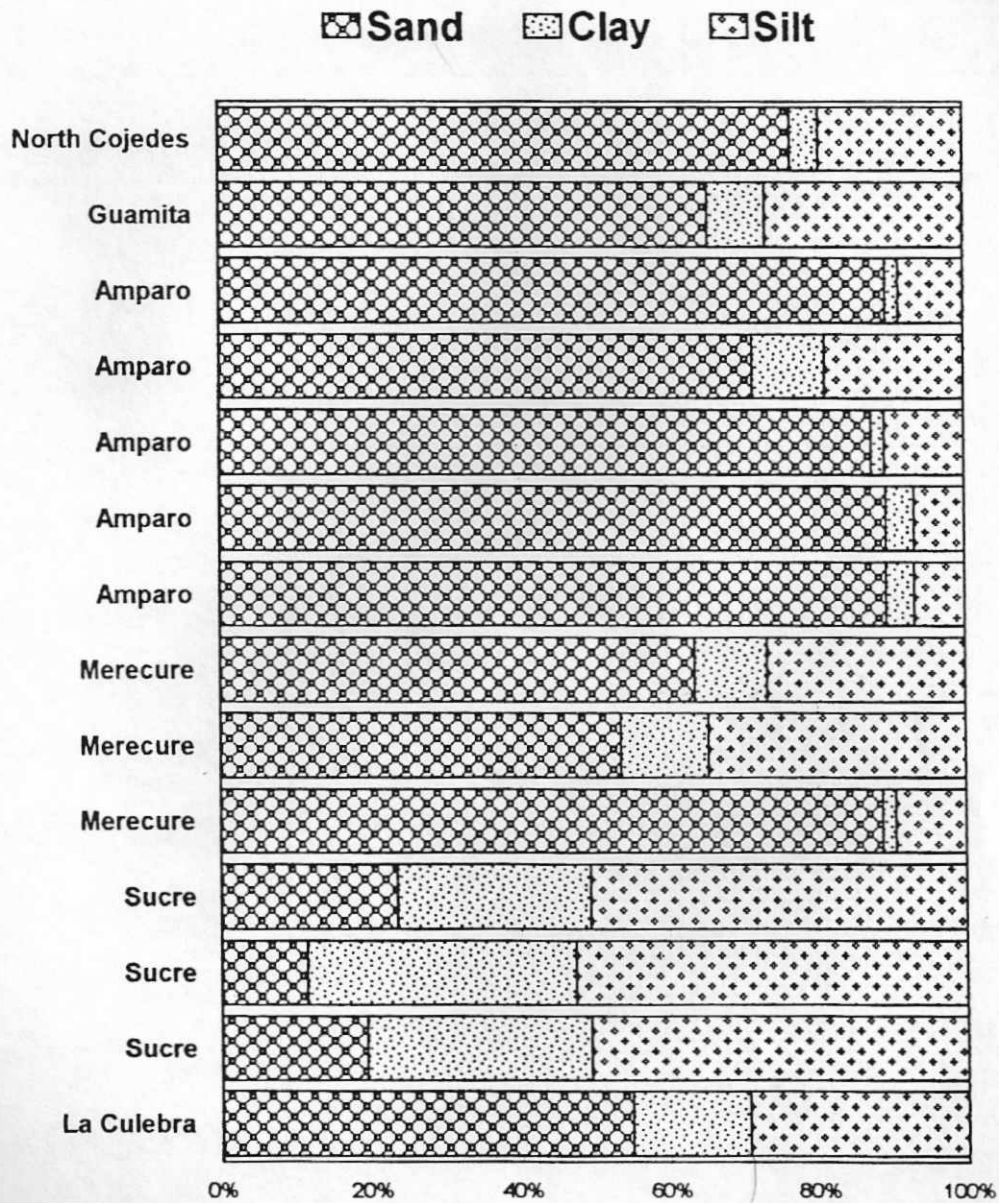 Sand Clay Silt
North Cojedes
Guamita
Amparo
Amparo
Amparo
Amparo
Amparo
Merecure
Merecure
Merecure
Sucre
Sucre
Sucre
La Culebra
0% 20% 40% 60% 80% 100%